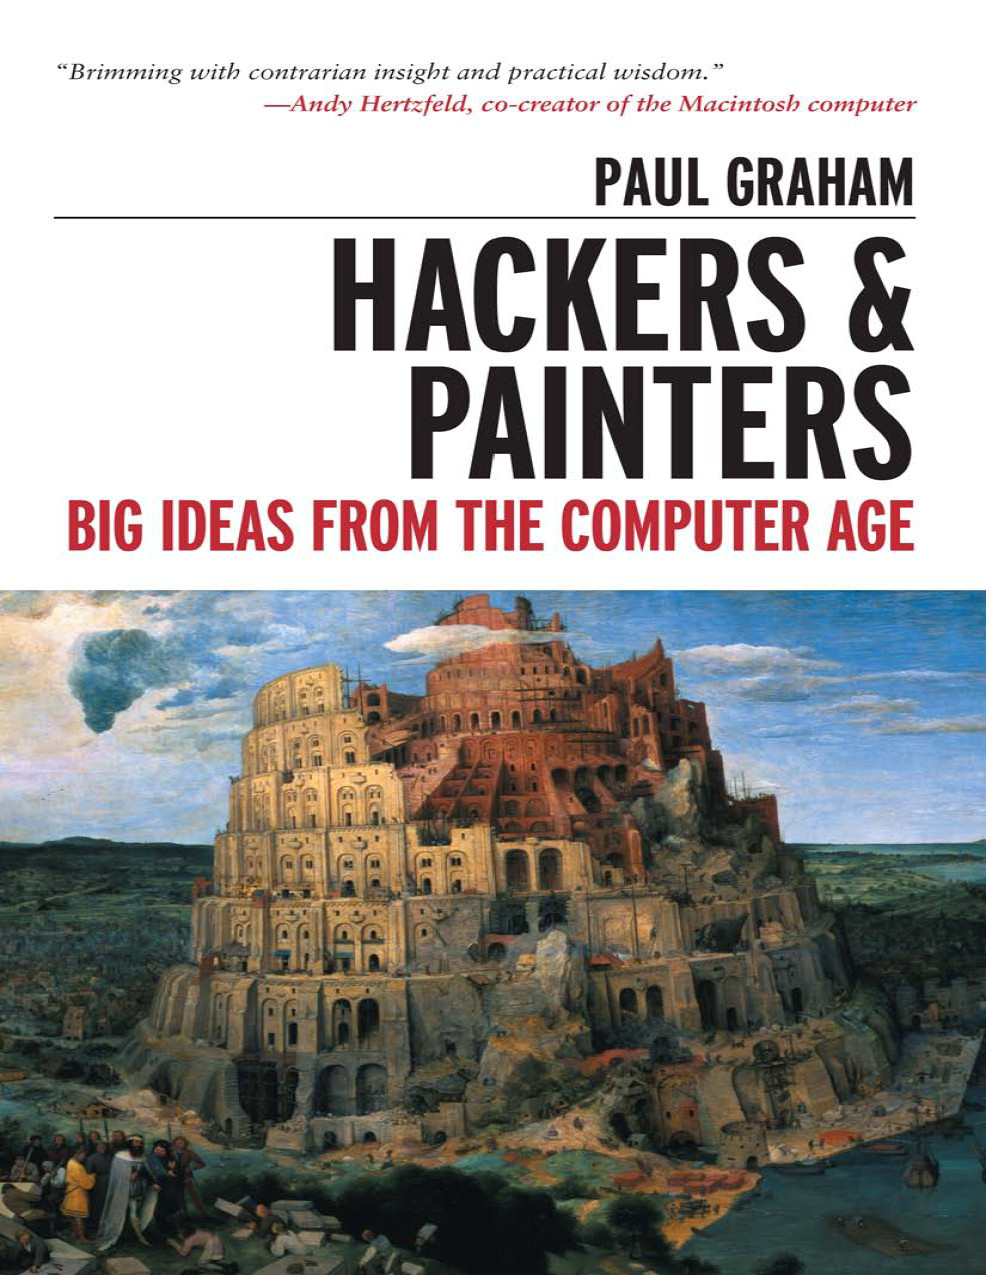 “Brimming with contrarian insight and practical wisdom.”
—Andy Hertzfeld, co-creator of the Macintosh computer
PAUL GRAHAM
HACKERS &
PAINTERS
BIG IDEAS FROM THE COMPUTER AGE